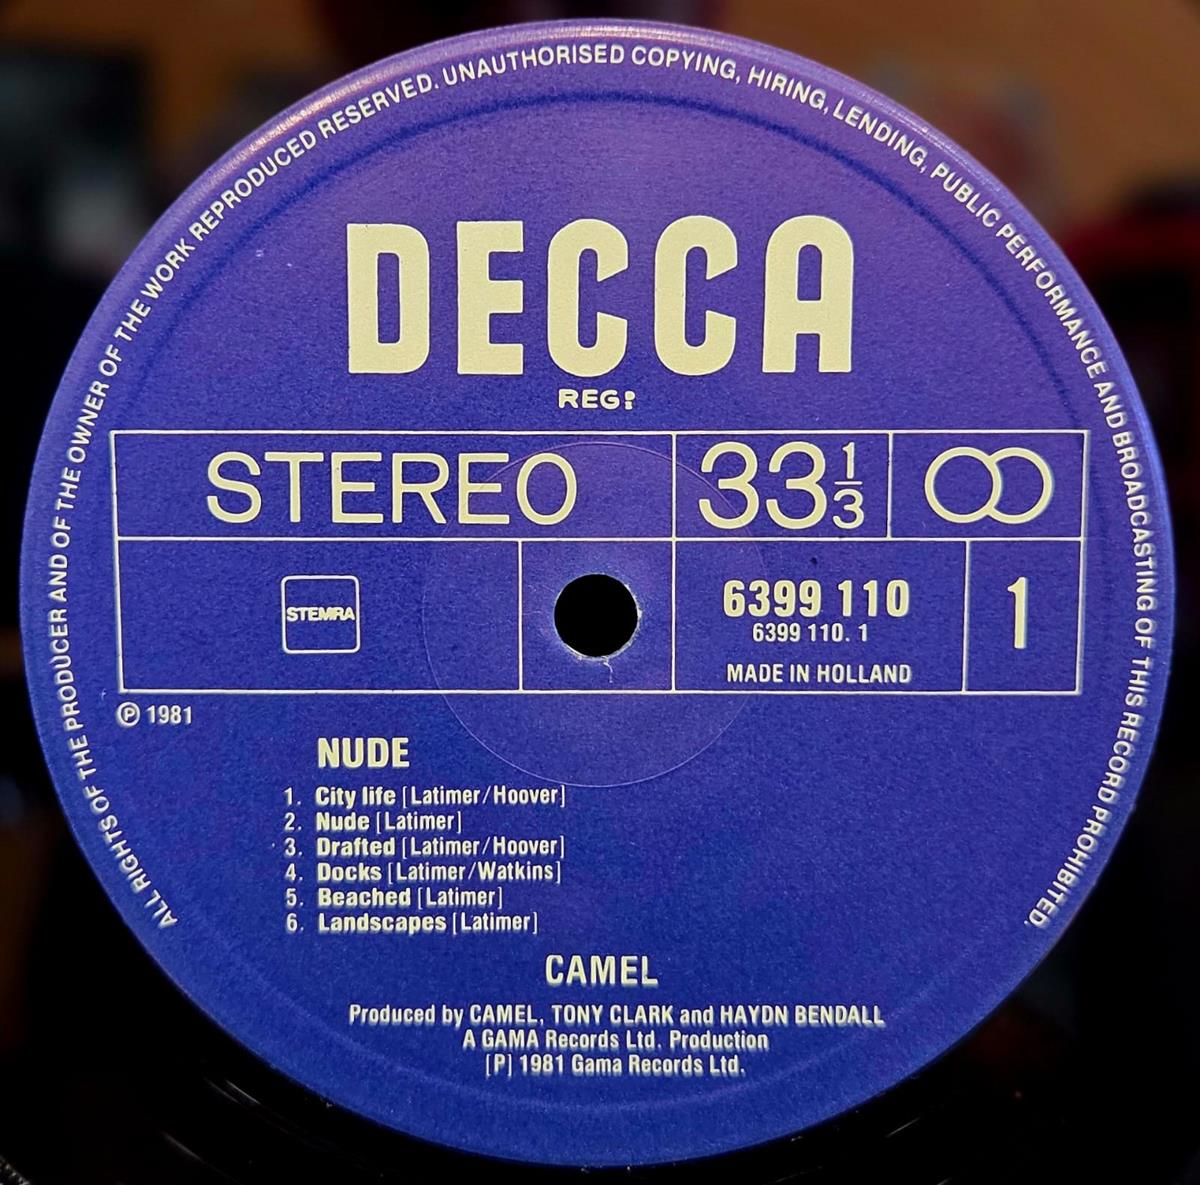 ALL RIGHTS OF THE PRODUCER AND OF THE OWNER OF THE WORK REPRODUCED RESERVED. UNAUTHORISED COPYING, HIRING, LENDING, PUBLIC PERFORMANCE AND BROADCASTING OF THIS RECORD PROHIBITED.
DECCA
REG:
STEREO 33 1/3
STEMRA
6399 110
6399 110. 1
MADE IN HOLLAND
1
℗ 1981
NUDE
1. City life [Latimer/Hoover]
2. Nude [Latimer]
3. Drafted [Latimer/Hoover]
4. Docks [Latimer/Watkins]
5. Beached [Latimer]
6. Landscapes [Latimer]
CAMEL
Produced by CAMEL, TONY CLARK and HAYDN BENDALL
A GAMA Records Ltd. Production
[P] 1981 Gama Records Ltd.